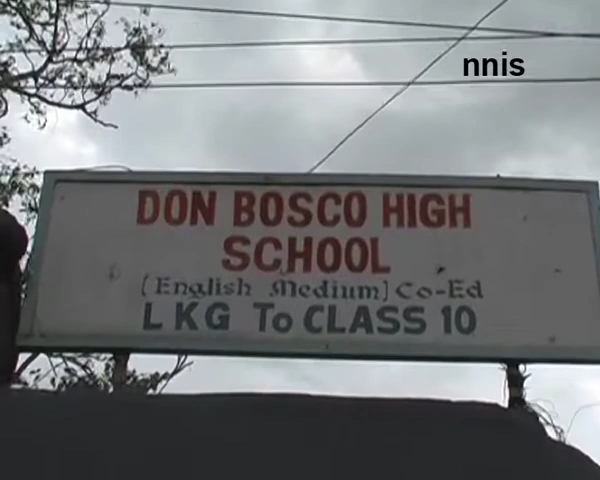 nnis
DON BOSCO HIGH
SCHOOL
(English Medium) Co-Ed
LKG To CLASS 10